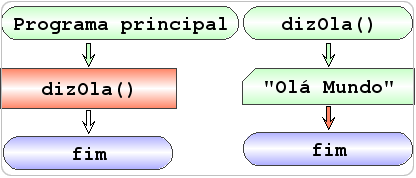 Programa principal
dizOla()
fim
dizOla()
"Olá Mundo"
fim